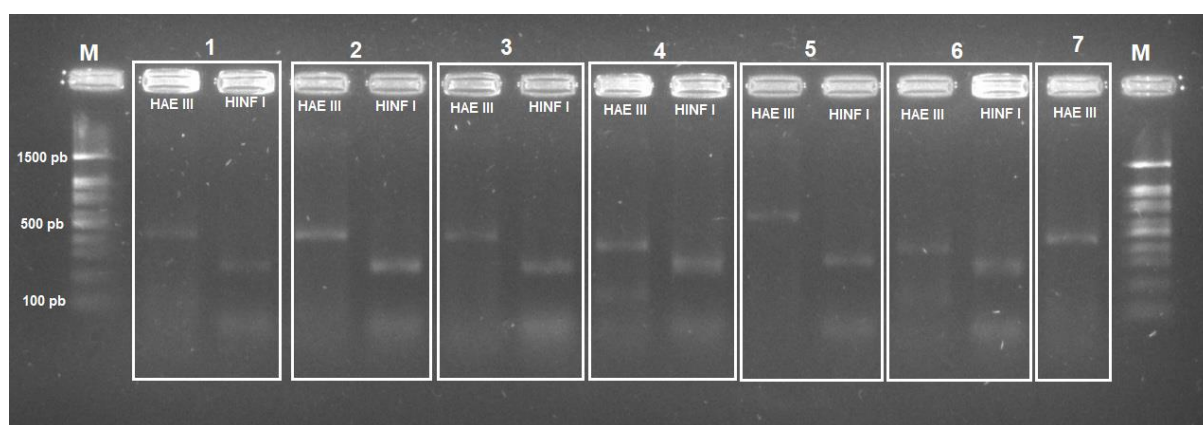 M 1 2 3 4 5 6 7 M
HAE III HINF I HAE III HINF I HAE III HINF I HAE III HINF I HAE III HINF I HAE III HINF I HAE III
1500 pb
500 pb
100 pb